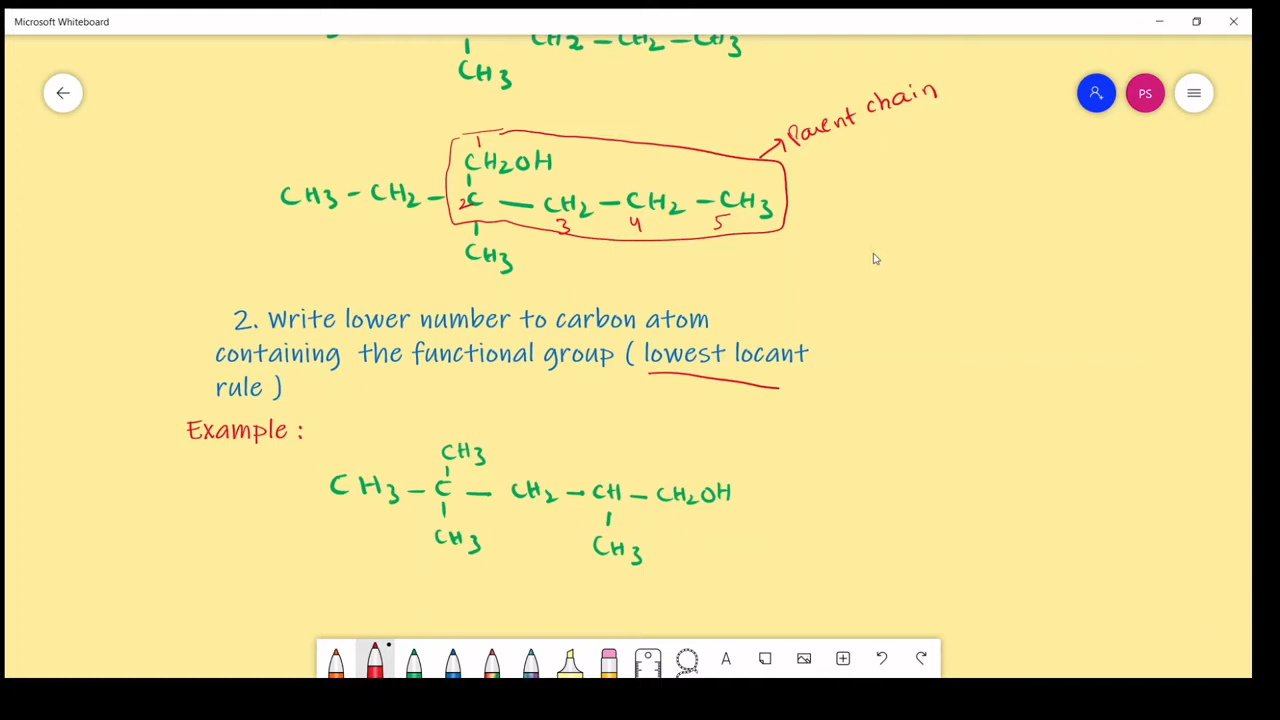 Microsoft Whiteboard
CH2 – CH2 – CH3
CH3
Parent chain
PS
1
CH2OH
CH3 – CH2 – 2C – CH2 – CH2 – CH3
3 4 5
CH3
2. Write lower number to carbon atom
containing the functional group ( lowest locant
rule )
Example :
CH3
CH3 – C – CH2 – CH – CH2OH
CH3 CH3
A